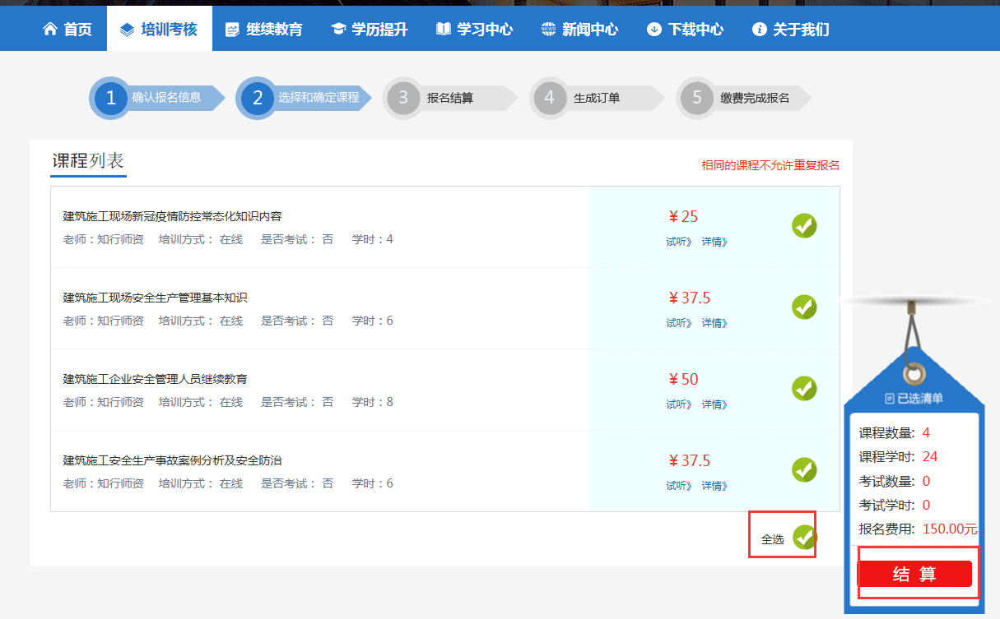 首页 培训考核 继续教育 学历提升 学习中心 NEWS 新闻中心 下载中心 关于我们
1 确认报名信息 2 选择和确定课程 3 报名结算 4 生成订单 5 缴费完成报名
课程列表
相同的课程不允许重复报名
建筑施工现场新冠疫情防控常态化知识内容
老师：知行师资 培训方式： 在线 是否考试： 否 学时：4
￥25
试听》 详情》
建筑施工现场安全生产管理基本知识
老师：知行师资 培训方式： 在线 是否考试： 否 学时：6
￥37.5
试听》 详情》
建筑施工企业安全管理人员继续教育
老师：知行师资 培训方式： 在线 是否考试： 否 学时：8
￥50
试听》 详情》
建筑施工安全生产事故案例分析及安全防治
老师：知行师资 培训方式： 在线 是否考试： 否 学时：6
￥37.5
试听》 详情》
全选
已选清单
课程数量: 4
课程学时: 24
考试数量: 0
考试学时: 0
报名费用: 150.00元
结 算